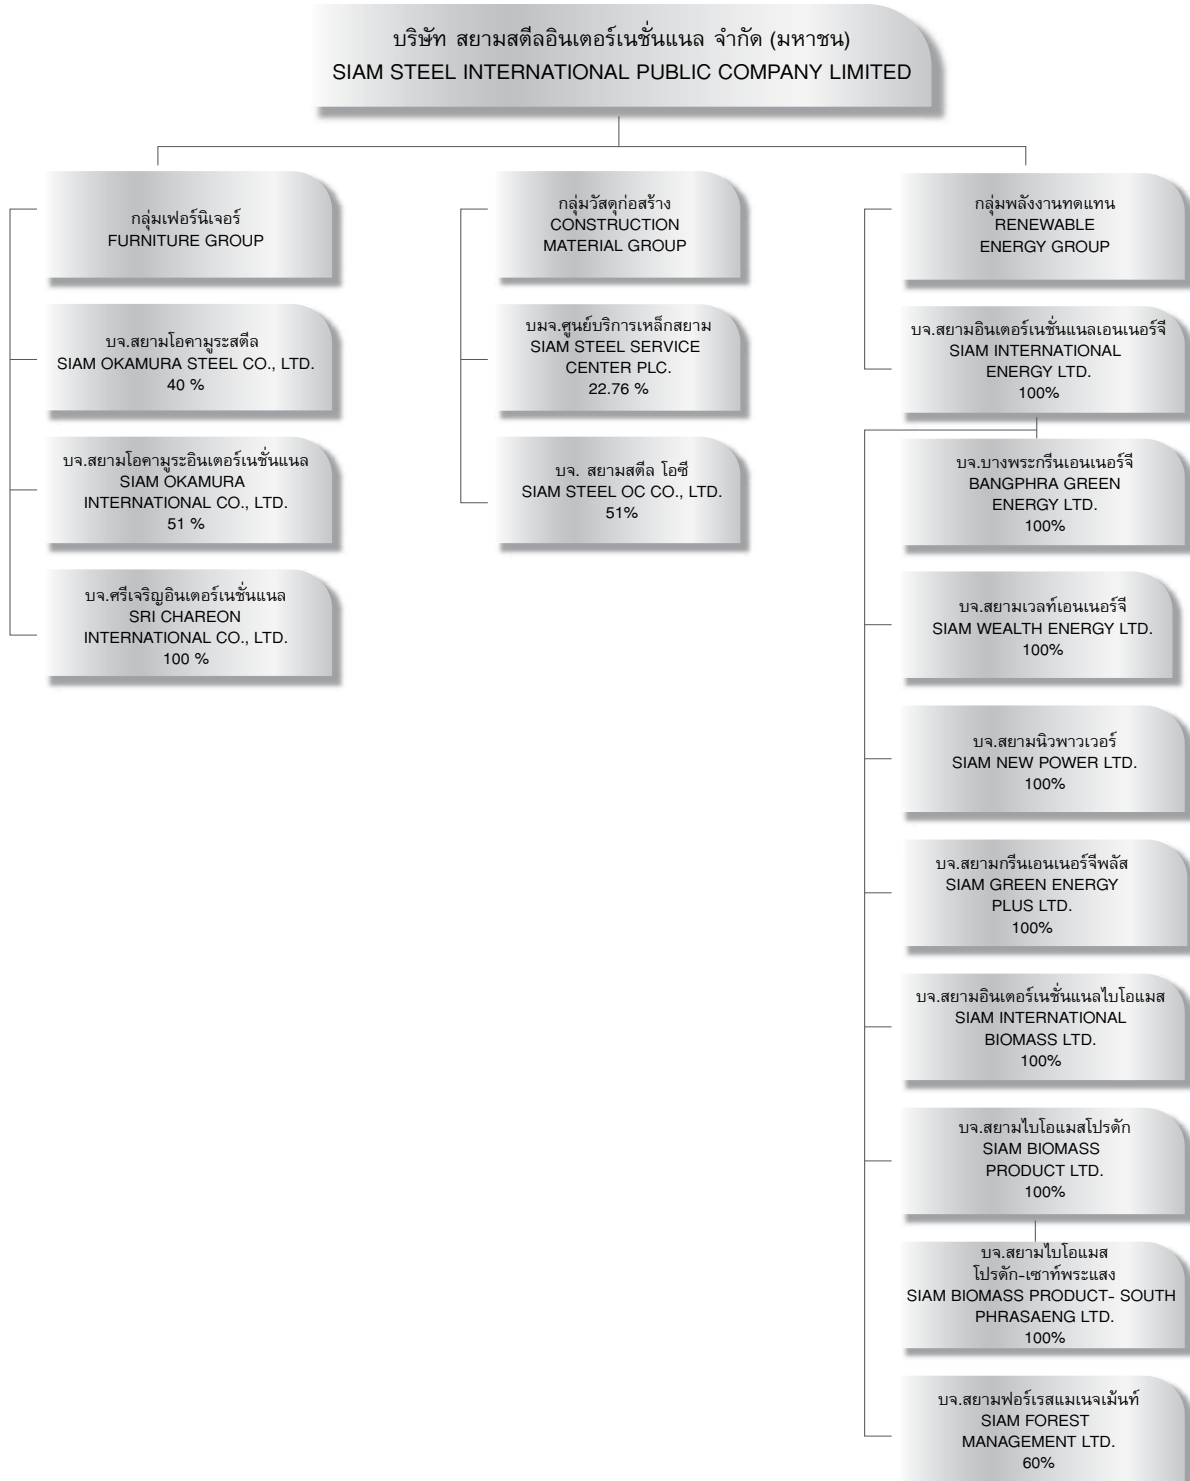 บริษัท สยามสตีลอินเตอร์เนชั่นแนล จำกัด (มหาชน)
SIAM STEEL INTERNATIONAL PUBLIC COMPANY LIMITED
กลุ่มเฟอร์นิเจอร์
FURNITURE GROUP
บจ.สยามโอคามูระสตีล
SIAM OKAMURA STEEL CO., LTD.
40 %
บจ.สยามโอคามูระอินเตอร์เนชั่นแนล
SIAM OKAMURA
INTERNATIONAL CO., LTD.
51 %
บจ.ศรีเจริญอินเตอร์เนชั่นแนล
SRI CHAREON
INTERNATIONAL CO., LTD.
100 %
กลุ่มวัสดุก่อสร้าง
CONSTRUCTION
MATERIAL GROUP
บมจ.ศูนย์บริการเหล็กสยาม
SIAM STEEL SERVICE
CENTER PLC.
22.76 %
บจ. สยามสตีล โอซี
SIAM STEEL OC CO., LTD.
51%
กลุ่มพลังงานทดแทน
RENEWABLE
ENERGY GROUP
บจ.สยามอินเตอร์เนชั่นแนลเอนเนอร์จี
SIAM INTERNATIONAL
ENERGY LTD.
100%
บจ.บางพระกรีนเอนเนอร์จี
BANGPHRA GREEN
ENERGY LTD.
100%
บจ.สยามเวลท์เอนเนอร์จี
SIAM WEALTH ENERGY LTD.
100%
บจ.สยามนิวพาวเวอร์
SIAM NEW POWER LTD.
100%
บจ.สยามกรีนเอนเนอร์จีพลัส
SIAM GREEN ENERGY
PLUS LTD.
100%
บจ.สยามอินเตอร์เนชั่นแนลไบโอแมส
SIAM INTERNATIONAL
BIOMASS LTD.
100%
บจ.สยามไบโอแมสโปรดัก
SIAM BIOMASS
PRODUCT LTD.
100%
บจ.สยามไบโอแมส
โปรดัก-เซาท์พระแสง
SIAM BIOMASS PRODUCT- SOUTH
PHRASAENG LTD.
100%
บจ.สยามฟอร์เรสแมเนจเม้นท์
SIAM FOREST
MANAGEMENT LTD.
60%